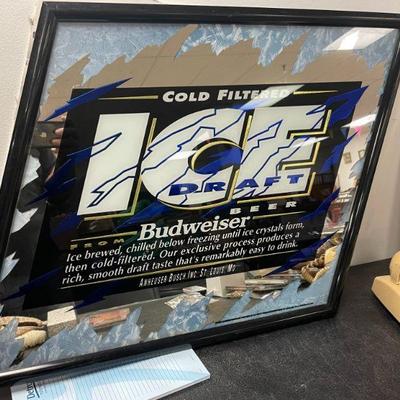 COLD FILTERED
ICE
DRAFT
BEER
FROM
Budweiser
Ice brewed, chilled below freezing until ice crystals form,
then cold-filtered. Our exclusive process produces a
rich, smooth draft taste that's remarkably easy to drink.
ANHEUSER BUSCH INC. ST. LOUIS, MO.